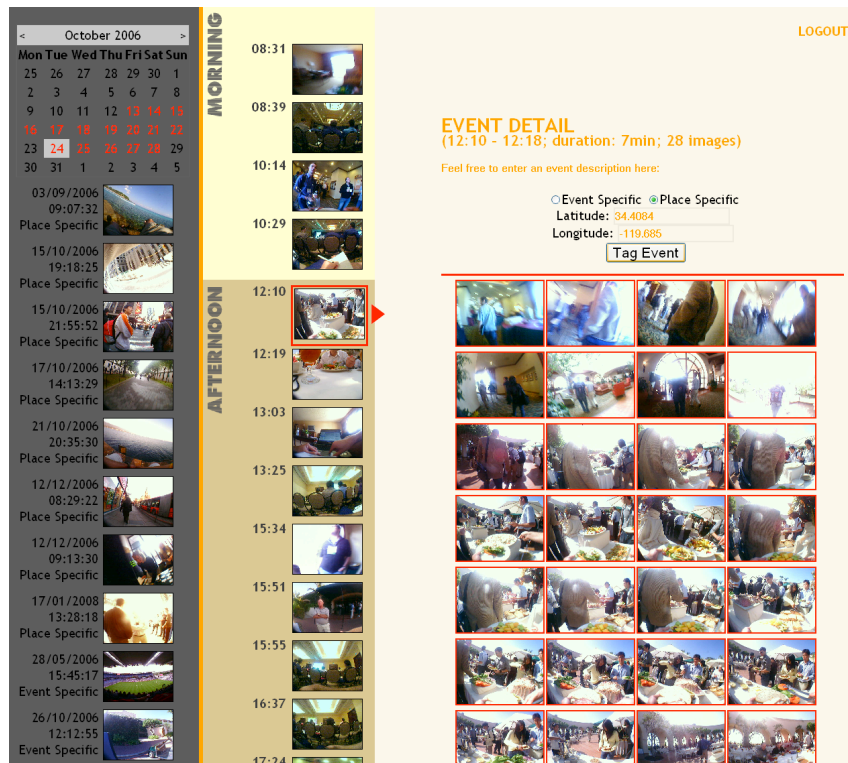 < October 2006 >
Mon Tue Wed Thu Fri Sat Sun
25 26 27 28 29 30 1
2 3 4 5 6 7 8
9 10 11 12 13 14 15
16 17 18 19 20 21 22
23 24 25 26 27 28 29
30 31 1 2 3 4 5
03/09/2006
09:07:32
Place Specific
15/10/2006
19:18:25
Place Specific
15/10/2006
21:55:52
Place Specific
17/10/2006
14:13:29
Place Specific
21/10/2006
20:35:30
Place Specific
12/12/2006
08:29:22
Place Specific
12/12/2006
09:13:30
Place Specific
17/01/2008
13:28:18
Place Specific
28/05/2006
15:45:17
Event Specific
26/10/2006
12:12:55
Event Specific
MORNING
08:31
08:39
10:14
10:29
AFTERNOON
12:10
12:19
13:03
13:25
15:34
15:51
15:55
16:37
17:24
LOGOUT
EVENT DETAIL
(12:10 - 12:18; duration: 7min; 28 images)
Feel free to enter an event description here:
Event Specific Place Specific
Latitude: 34.4084
Longitude: -119.685
Tag Event